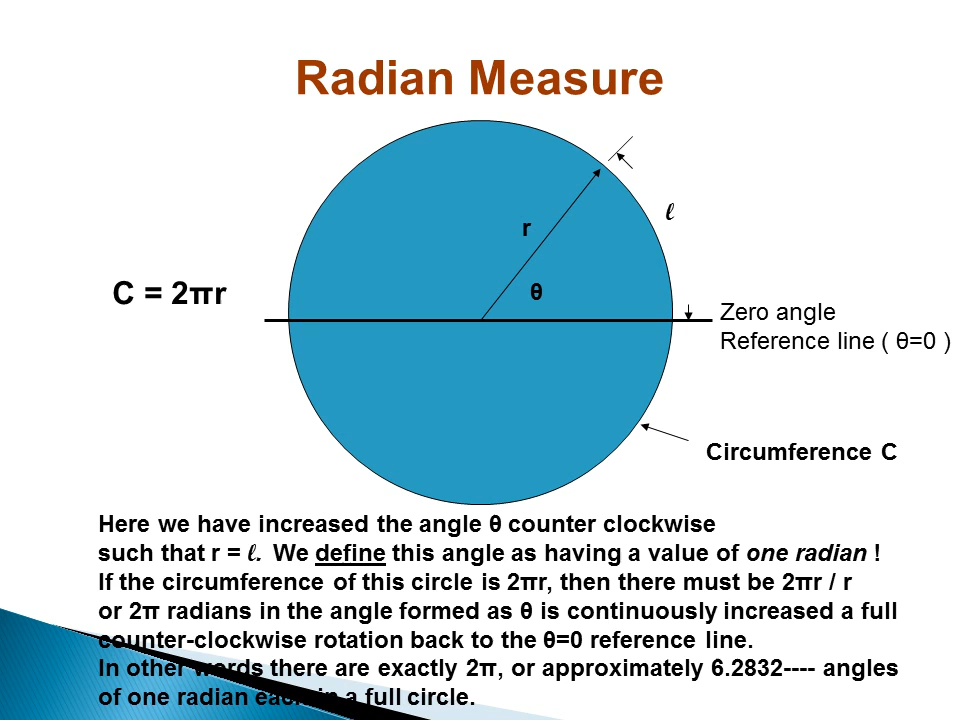 Radian Measure
ℓ
r
C = 2πr
θ
Zero angle
Reference line ( θ=0 )
Circumference C
Here we have increased the angle θ counter clockwise
such that r = ℓ. We define this angle as having a value of one radian !
If the circumference of this circle is 2πr, then there must be 2πr / r
or 2π radians in the angle formed as θ is continuously increased a full
counter-clockwise rotation back to the θ=0 reference line.
In other words there are exactly 2π, or approximately 6.2832---- angles
of one radian each in a full circle.